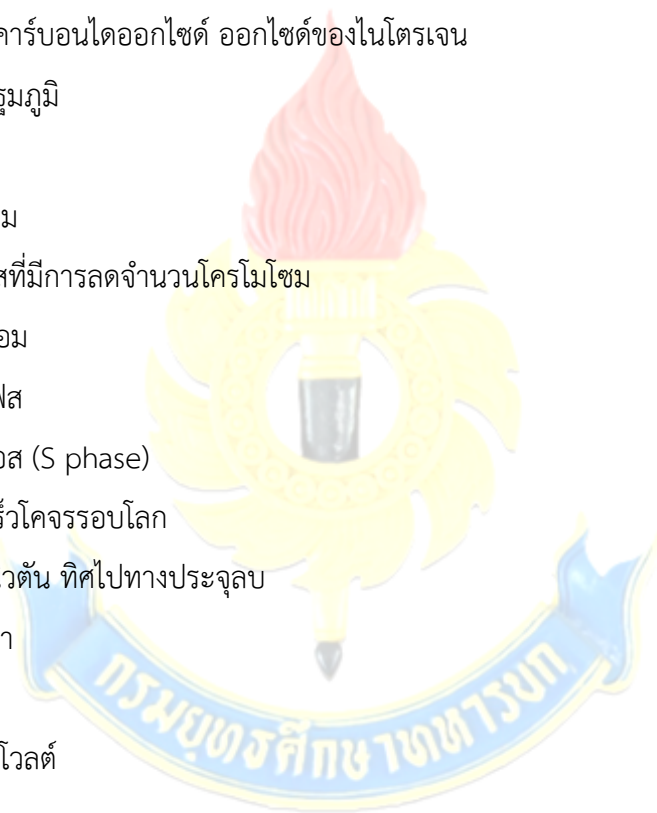 คาร์บอนไดออกไซด์ ออกไซด์ของไนโตรเจน
ฐมภูมิ
ม
สที่มีการลดจำนวนโครโมโซม
อม
ฟส
อส (S phase)
ร็วโคจรรอบโลก
วตัน ทิศไปทางประจุลบ
า
กรมยุทธศึกษาทหารบก
โวลต์